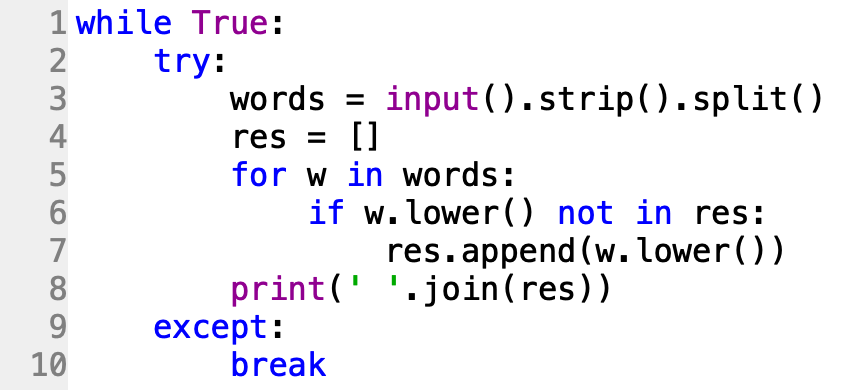 1 while True:
2     try:
3         words = input().strip().split()
4         res = []
5         for w in words:
6             if w.lower() not in res:
7                 res.append(w.lower())
8         print(' '.join(res))
9     except:
10         break